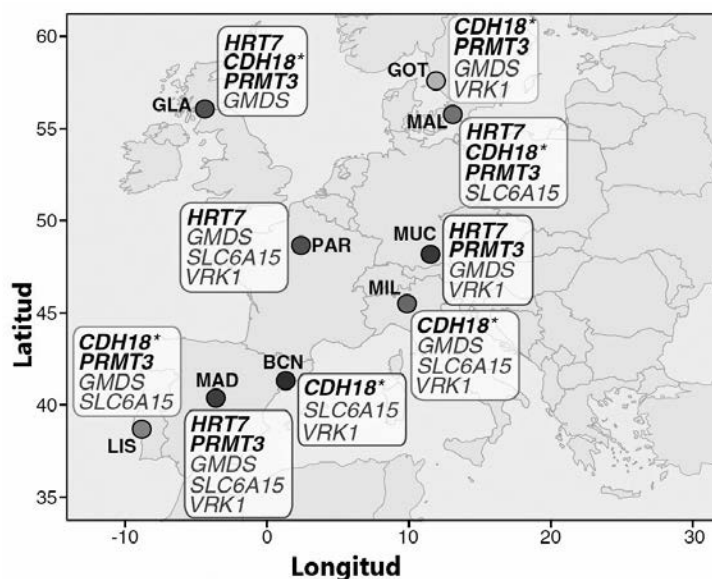 60
55
50
45
40
35
Latitud
-10
0
10
20
30
Longitud
GLA
HRT7
CDH18*
PRMT3
GMDS
GOT
CDH18*
PRMT3
GMDS
VRK1
MAL
HRT7
CDH18*
PRMT3
SLC6A15
PAR
HRT7
GMDS
SLC6A15
VRK1
MUC
HRT7
PRMT3
GMDS
VRK1
MIL
CDH18*
GMDS
SLC6A15
VRK1
LIS
CDH18*
PRMT3
GMDS
SLC6A15
MAD
HRT7
PRMT3
GMDS
SLC6A15
VRK1
BCN
CDH18*
SLC6A15
VRK1